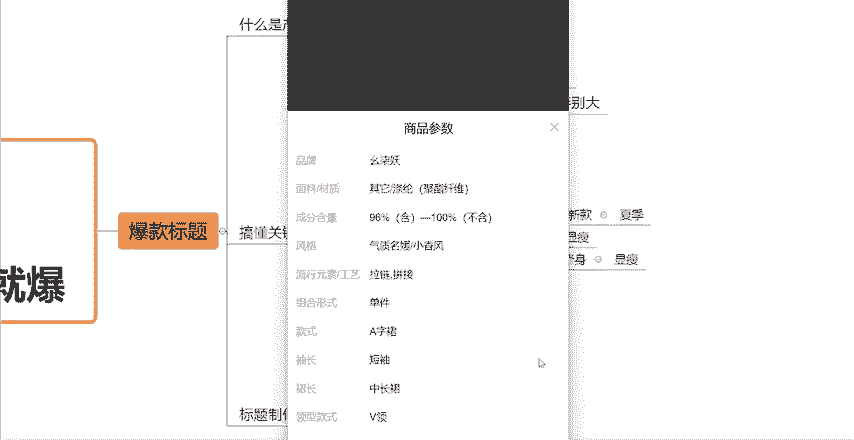 什么是
商品参数
别大
品牌 么柒妖
面料/材质 其它/涤纶（聚酯纤维）
成分含量 96%（含）—100%（不含）
新款 夏季
爆款标题
搞懂关
显瘦
风格 气质名媛/小香风
显瘦
流行元素/工艺 拉链,拼接
就爆
组合形式 单件
款式 A字裙
袖长 短袖
裙长 中长裙
标题制
领型款式 V领